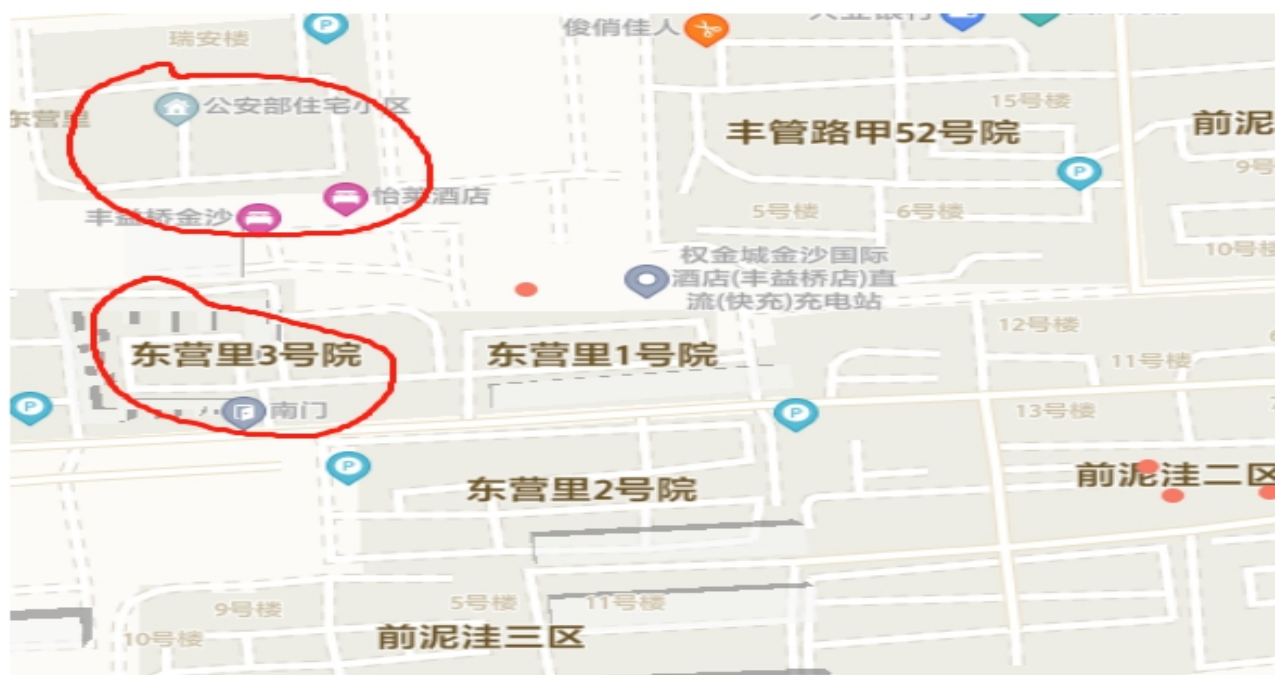 瑞安楼
俊俏佳人
公安部住宅小区
东营里
15号楼
丰管路甲52号院
前泥
9号
怡莱酒店
丰益桥金沙
5号楼
6号楼
10号楼
权金城金沙国际
酒店(丰益桥店)直
流(快充)充电站
12号楼
东营里3号院
东营里1号院
11号楼
南门
13号楼
前泥洼二区
东营里2号院
9号楼
5号楼
11号楼
10号楼
前泥洼三区